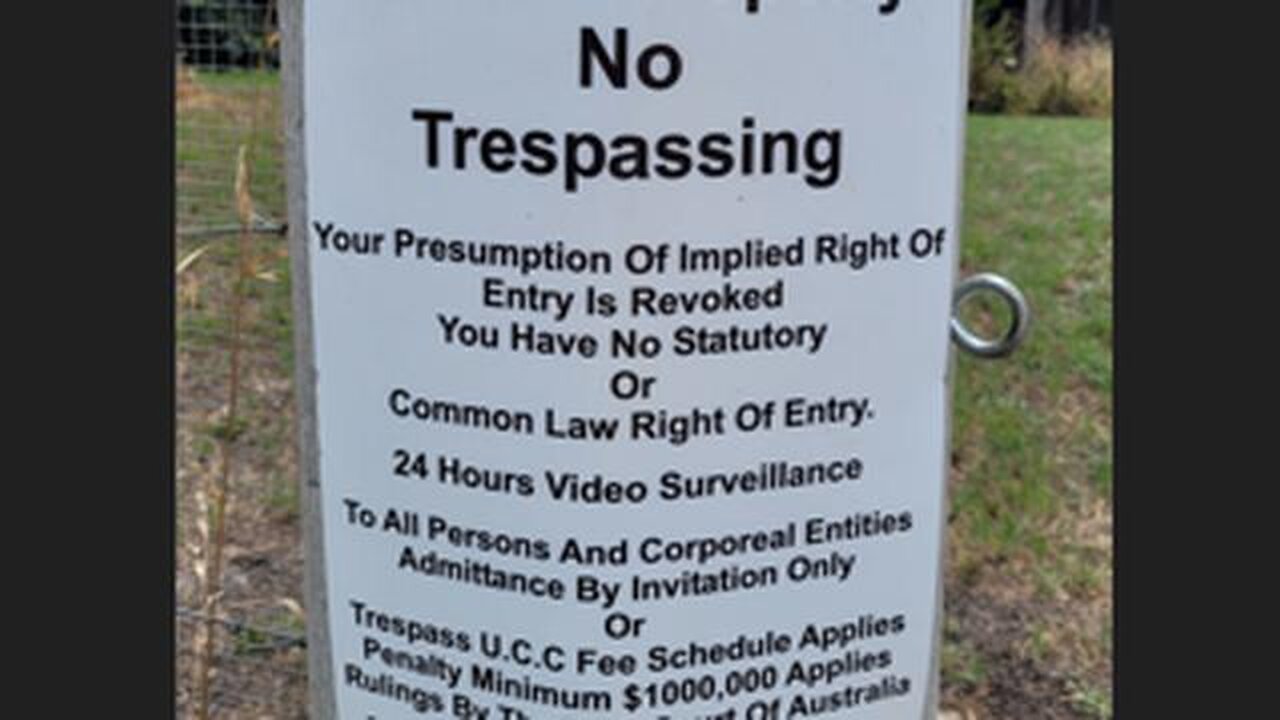 No
Trespassing
Your Presumption Of Implied Right Of
Entry Is Revoked
You Have No Statutory
Or
Common Law Right Of Entry.
24 Hours Video Surveillance
To All Persons And Corporeal Entities
Admittance By Invitation Only
Or
Trespass U.C.C Fee Schedule Applies
Penalty Minimum $1000,000 Applies
Rulings By Of Australia